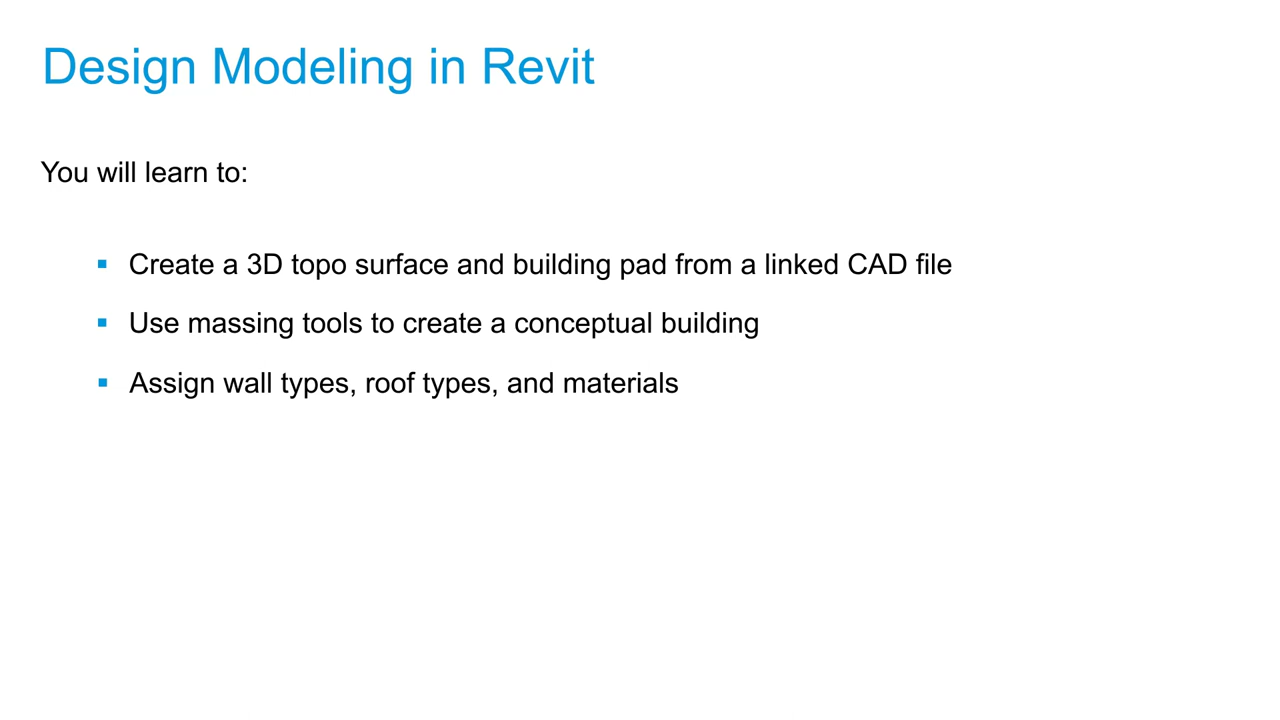 Design Modeling in Revit
You will learn to:
▪ Create a 3D topo surface and building pad from a linked CAD file
▪ Use massing tools to create a conceptual building
▪ Assign wall types, roof types, and materials